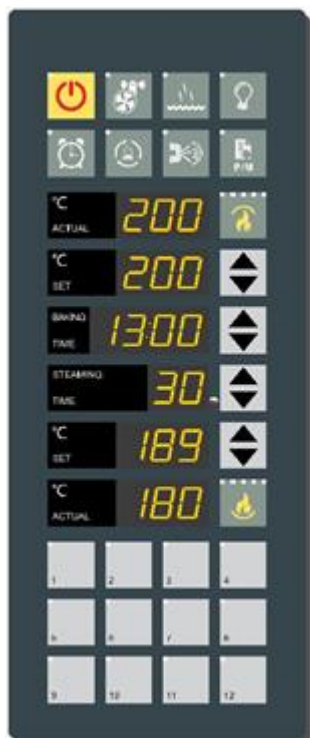 P/M
°C
ACTUAL 200
°C
SET 200
BAKING
TIME 13:00
STEAMING
TIME 30
°C
SET 189
°C
ACTUAL 180
1 2 3 4
5 6 7 8
9 10 11 12